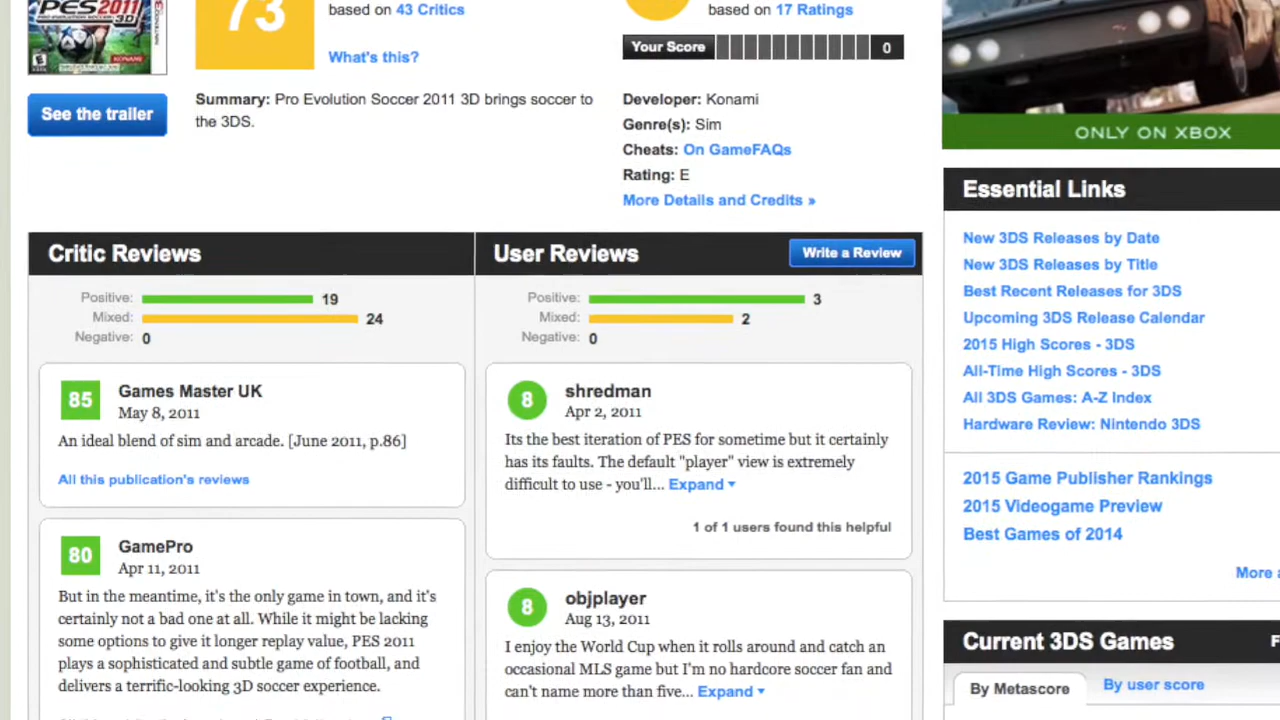 PES 2011 3D
PRO EVOLUTION SOCCER
KONAMI
See the trailer
73
based on 43 Critics
What's this?
Summary: Pro Evolution Soccer 2011 3D brings soccer to
the 3DS.
based on 17 Ratings
Your Score 0
Developer: Konami
Genre(s): Sim
Cheats: On GameFAQs
Rating: E
More Details and Credits »
Critic Reviews
Positive: 19
Mixed: 24
Negative: 0
85 Games Master UK
May 8, 2011
An ideal blend of sim and arcade. [June 2011, p.86]
All this publication's reviews
80 GamePro
Apr 11, 2011
But in the meantime, it's the only game in town, and it's
certainly not a bad one at all. While it might be lacking
some options to give it longer replay value, PES 2011
plays a sophisticated and subtle game of football, and
delivers a terrific-looking 3D soccer experience.
User Reviews
Write a Review
Positive: 3
Mixed: 2
Negative: 0
8 shredman
Apr 2, 2011
Its the best iteration of PES for sometime but it certainly
has its faults. The default "player" view is extremely
difficult to use - you'll... Expand
1 of 1 users found this helpful
8 objplayer
Aug 13, 2011
I enjoy the World Cup when it rolls around and catch an
occasional MLS game but I'm no hardcore soccer fan and
can't name more than five... Expand
ONLY ON XBOX
Essential Links
New 3DS Releases by Date
New 3DS Releases by Title
Best Recent Releases for 3DS
Upcoming 3DS Release Calendar
2015 High Scores - 3DS
All-Time High Scores - 3DS
All 3DS Games: A-Z Index
Hardware Review: Nintendo 3DS
2015 Game Publisher Rankings
2015 Videogame Preview
Best Games of 2014
More
Current 3DS Games
By Metascore
By user score